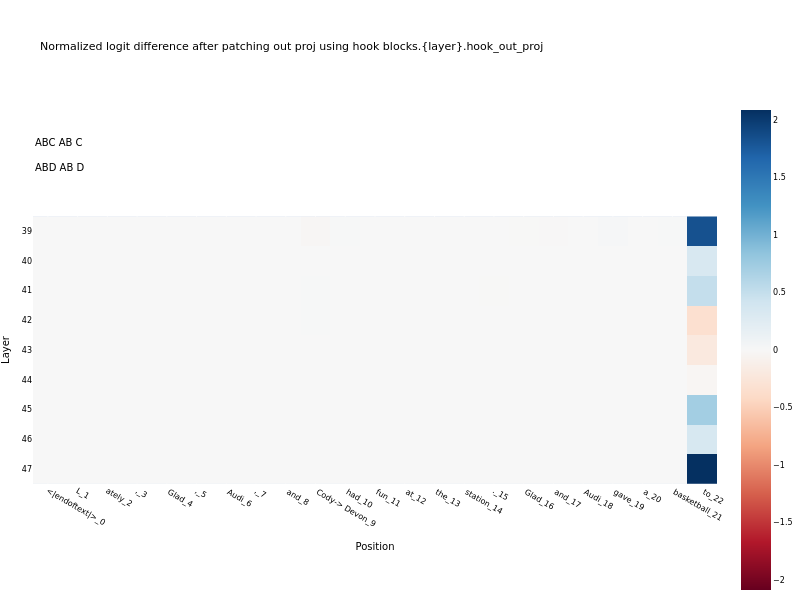 Normalized logit difference after patching out proj using hook blocks.{layer}.hook_out_proj
ABC AB C
ABD AB D
2
1.5
1
0.5
0
−0.5
−1
−1.5
−2
Layer
39
40
41
42
43
44
45
46
47
<|endoftext|>_0
L_1
ately_2
,_3
Glad_4
,_5
Audi_6
,_7
and_8
Cody-> Devon_9
had_10
fun_11
at_12
the_13
station_14
._15
Glad_16
and_17
Audi_18
gave_19
a_20
basketball_21
to_22
Position